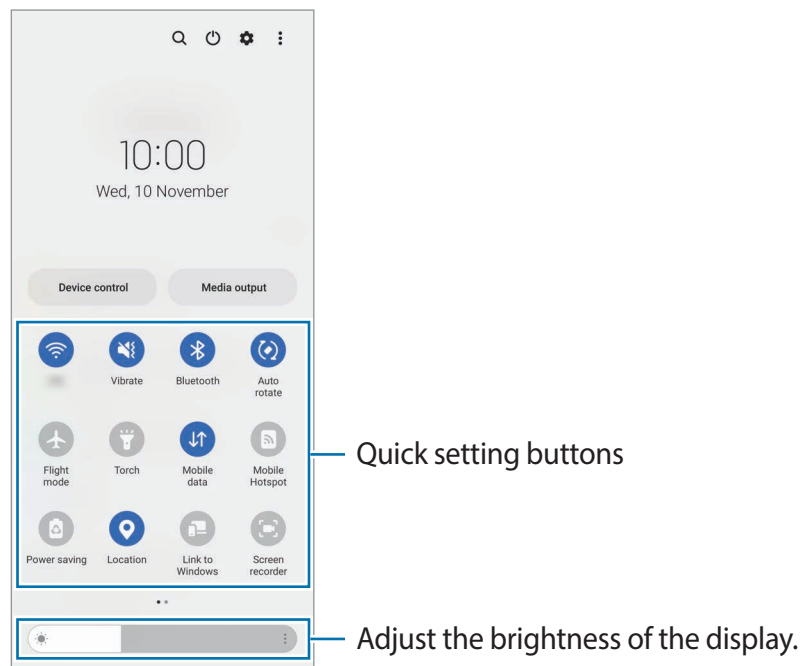 10:00
Wed, 10 November
Device control
Media output
Vibrate
Bluetooth
Auto
rotate
Flight
mode
Torch
Mobile
data
Mobile
Hotspot
Quick setting buttons
Power saving
Location
Link to
Windows
Screen
recorder
Adjust the brightness of the display.